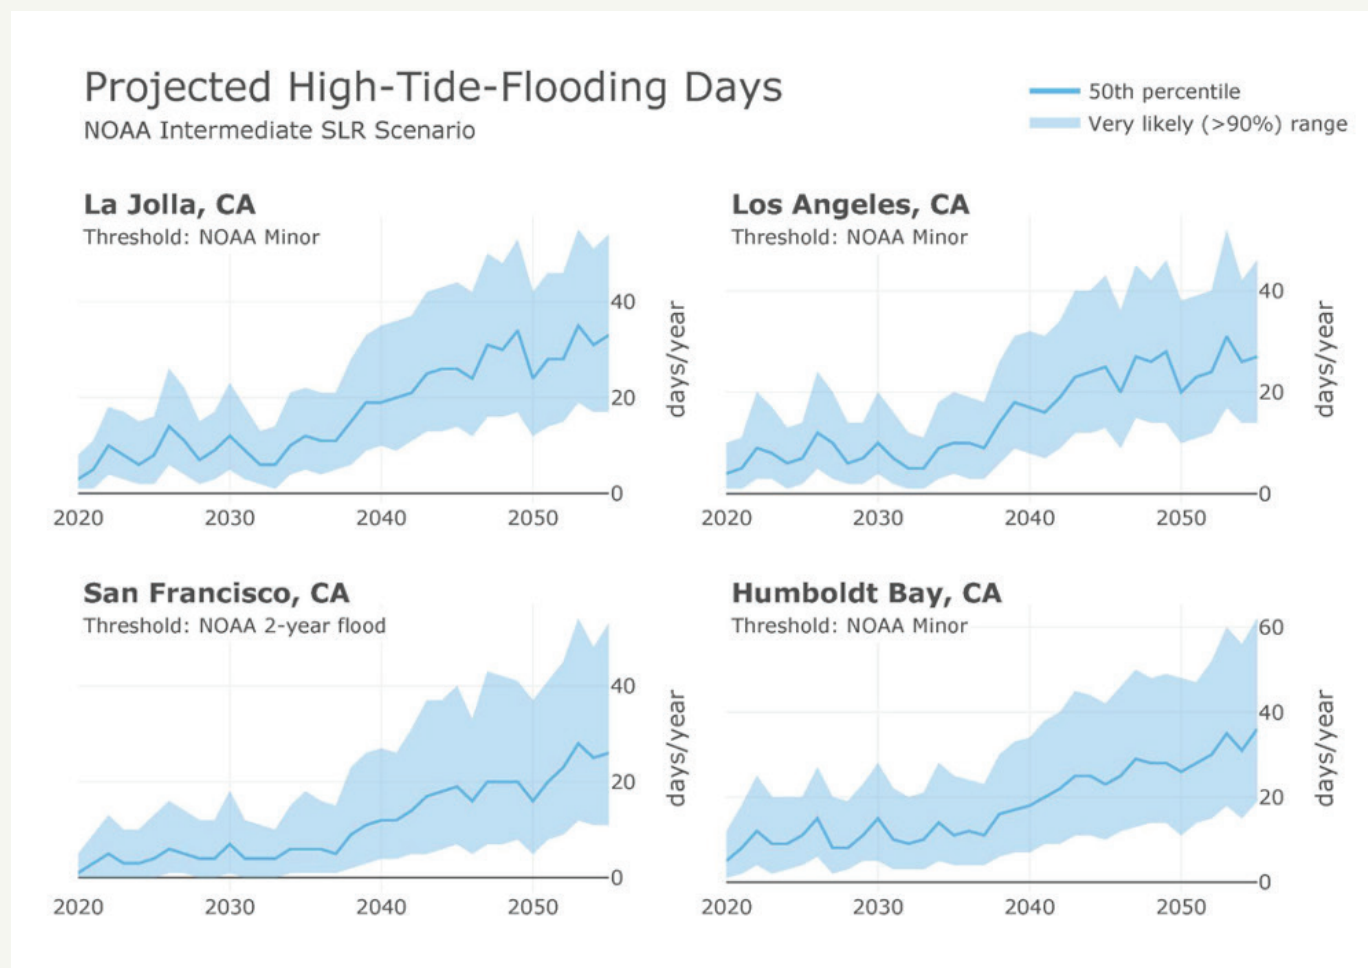 Projected High-Tide-Flooding Days
NOAA Intermediate SLR Scenario
50th percentile
Very likely (>90%) range
La Jolla, CA
Threshold: NOAA Minor
40
20
0
days/year
2020 2030 2040 2050
Los Angeles, CA
Threshold: NOAA Minor
40
20
0
days/year
2020 2030 2040 2050
San Francisco, CA
Threshold: NOAA 2-year flood
40
20
0
days/year
2020 2030 2040 2050
Humboldt Bay, CA
Threshold: NOAA Minor
60
40
20
0
days/year
2020 2030 2040 2050